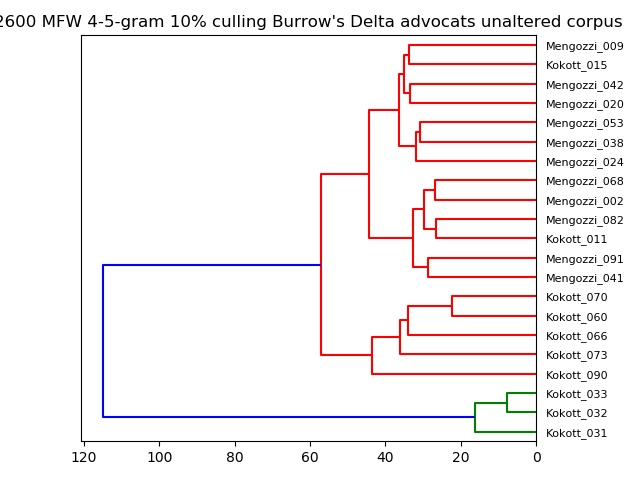 2600 MFW 4-5-gram 10% culling Burrow's Delta advocats unaltered corpus
Mengozzi_009
Kokott_015
Mengozzi_042
Mengozzi_020
Mengozzi_053
Mengozzi_038
Mengozzi_024
Mengozzi_068
Mengozzi_002
Mengozzi_082
Kokott_011
Mengozzi_091
Mengozzi_041
Kokott_070
Kokott_060
Kokott_066
Kokott_073
Kokott_090
Kokott_033
Kokott_032
Kokott_031
120 100 80 60 40 20 0